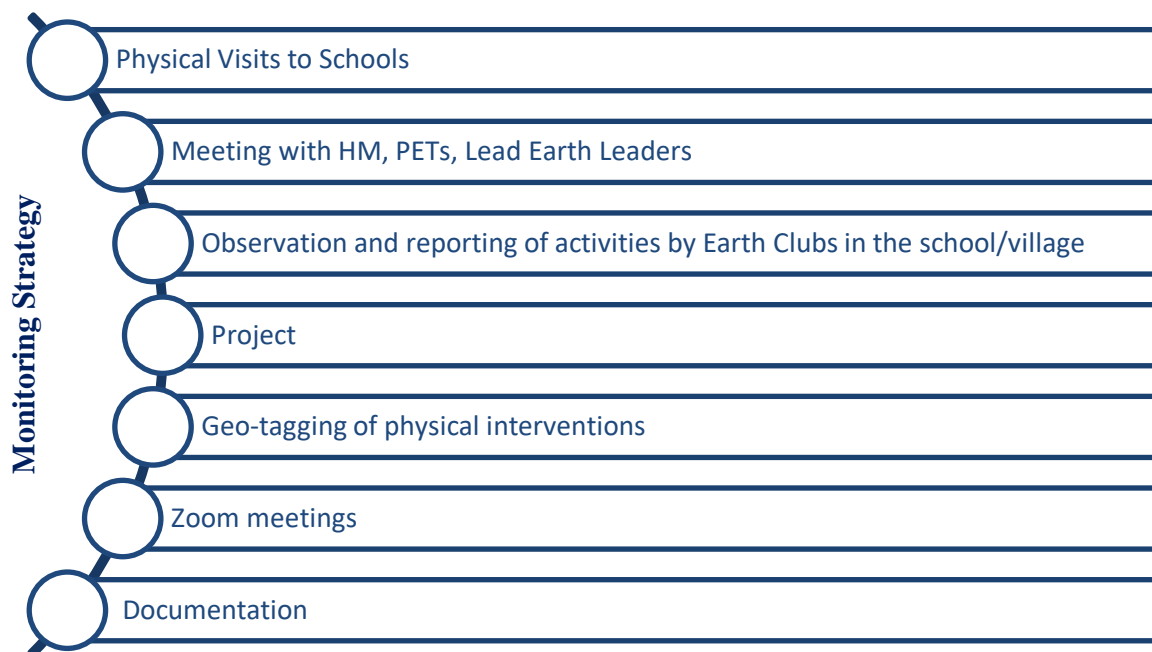 Monitoring Strategy
Physical Visits to Schools
Meeting with HM, PETs, Lead Earth Leaders
Observation and reporting of activities by Earth Clubs in the school/village
Project
Geo-tagging of physical interventions
Zoom meetings
Documentation